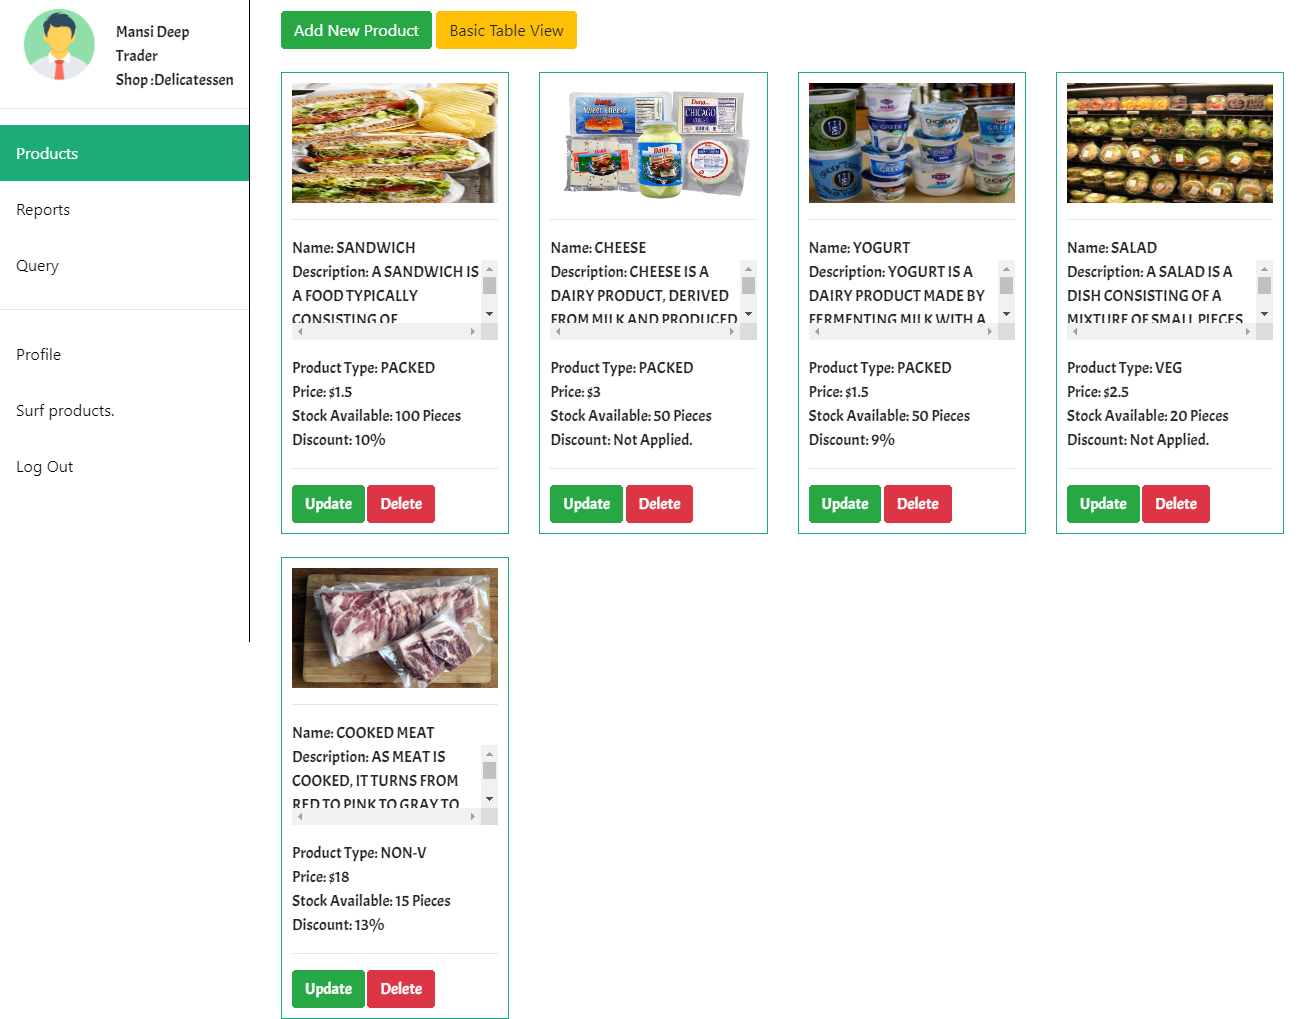 Mansi Deep
Trader
Shop :Delicatessen
Products
Reports
Query
Profile
Surf products.
Log Out
Add New Product
Basic Table View
Name: SANDWICH
Description: A SANDWICH IS
A FOOD TYPICALLY
CONSISTING OF
Product Type: PACKED
Price: $1.5
Stock Available: 100 Pieces
Discount: 10%
Update
Delete
Dana
CHICAGO
Dana
Name: CHEESE
Description: CHEESE IS A
DAIRY PRODUCT, DERIVED
FROM MILK AND PRODUCED
Product Type: PACKED
Price: $3
Stock Available: 50 Pieces
Discount: Not Applied.
Update
Delete
CHOBANI
GREEK
Name: YOGURT
Description: YOGURT IS A
DAIRY PRODUCT MADE BY
FERMENTING MILK WITH A
Product Type: PACKED
Price: $1.5
Stock Available: 50 Pieces
Discount: 9%
Update
Delete
Name: SALAD
Description: A SALAD IS A
DISH CONSISTING OF A
MIXTURE OF SMALL PIECES
Product Type: VEG
Price: $2.5
Stock Available: 20 Pieces
Discount: Not Applied.
Update
Delete
Name: COOKED MEAT
Description: AS MEAT IS
COOKED, IT TURNS FROM
RED TO PINK TO GRAY TO
Product Type: NON-V
Price: $18
Stock Available: 15 Pieces
Discount: 13%
Update
Delete